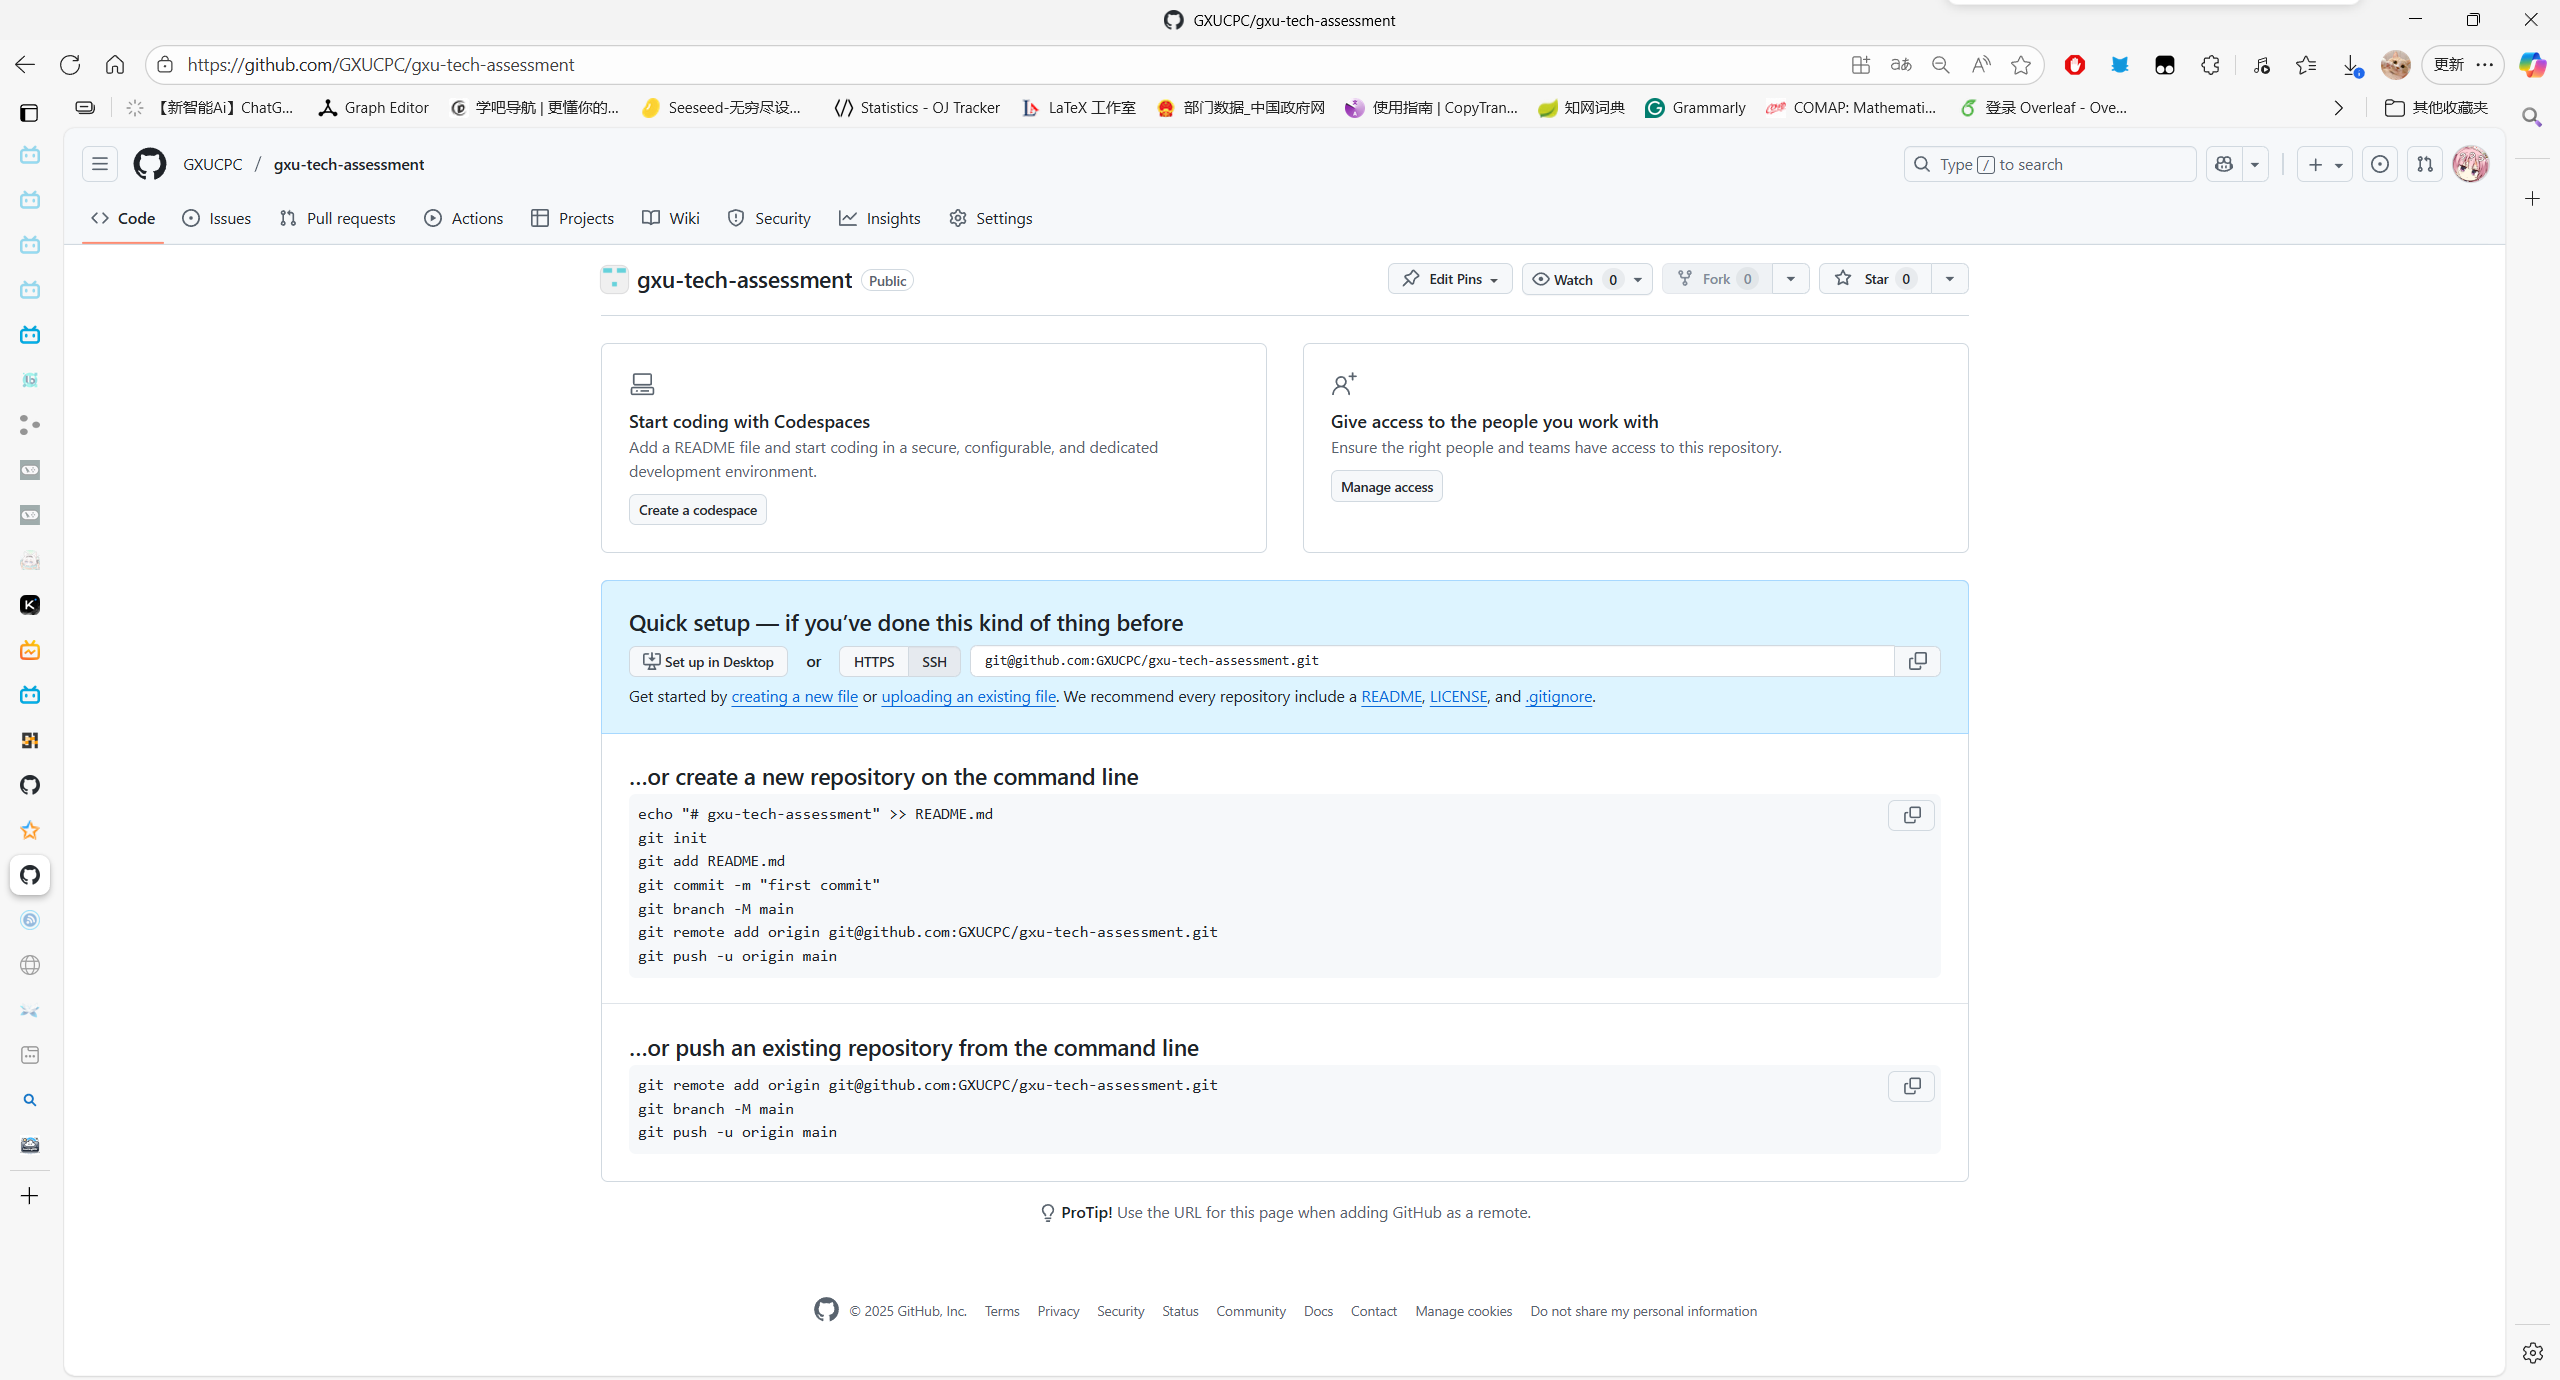 GXUCPC/gxu-tech-assessment
https://github.com/GXUCPC/gxu-tech-assessment
更新
【新智能Ai】ChatG...
Graph Editor
学吧导航 | 更懂你的...
Seeseed-无穷尽设...
Statistics - OJ Tracker
LaTeX 工作室
部门数据_中国政府网
使用指南 | CopyTran...
知网词典
Grammarly
COMAP: Mathemati...
登录 Overleaf - Ove...
其他收藏夹
GXUCPC / gxu-tech-assessment
Type / to search
Code
Issues
Pull requests
Actions
Projects
Wiki
Security
Insights
Settings
gxu-tech-assessment Public
Edit Pins
Watch 0
Fork 0
Star 0
Start coding with Codespaces
Add a README file and start coding in a secure, configurable, and dedicated
development environment.
Create a codespace
Give access to the people you work with
Ensure the right people and teams have access to this repository.
Manage access
Quick setup — if you’ve done this kind of thing before
Set up in Desktop or HTTPS SSH git@github.com:GXUCPC/gxu-tech-assessment.git
Get started by creating a new file or uploading an existing file. We recommend every repository include a README, LICENSE, and .gitignore.
…or create a new repository on the command line
echo "# gxu-tech-assessment" >> README.md
git init
git add README.md
git commit -m "first commit"
git branch -M main
git remote add origin git@github.com:GXUCPC/gxu-tech-assessment.git
git push -u origin main
…or push an existing repository from the command line
git remote add origin git@github.com:GXUCPC/gxu-tech-assessment.git
git branch -M main
git push -u origin main
ProTip! Use the URL for this page when adding GitHub as a remote.
© 2025 GitHub, Inc.
Terms
Privacy
Security
Status
Community
Docs
Contact
Manage cookies
Do not share my personal information